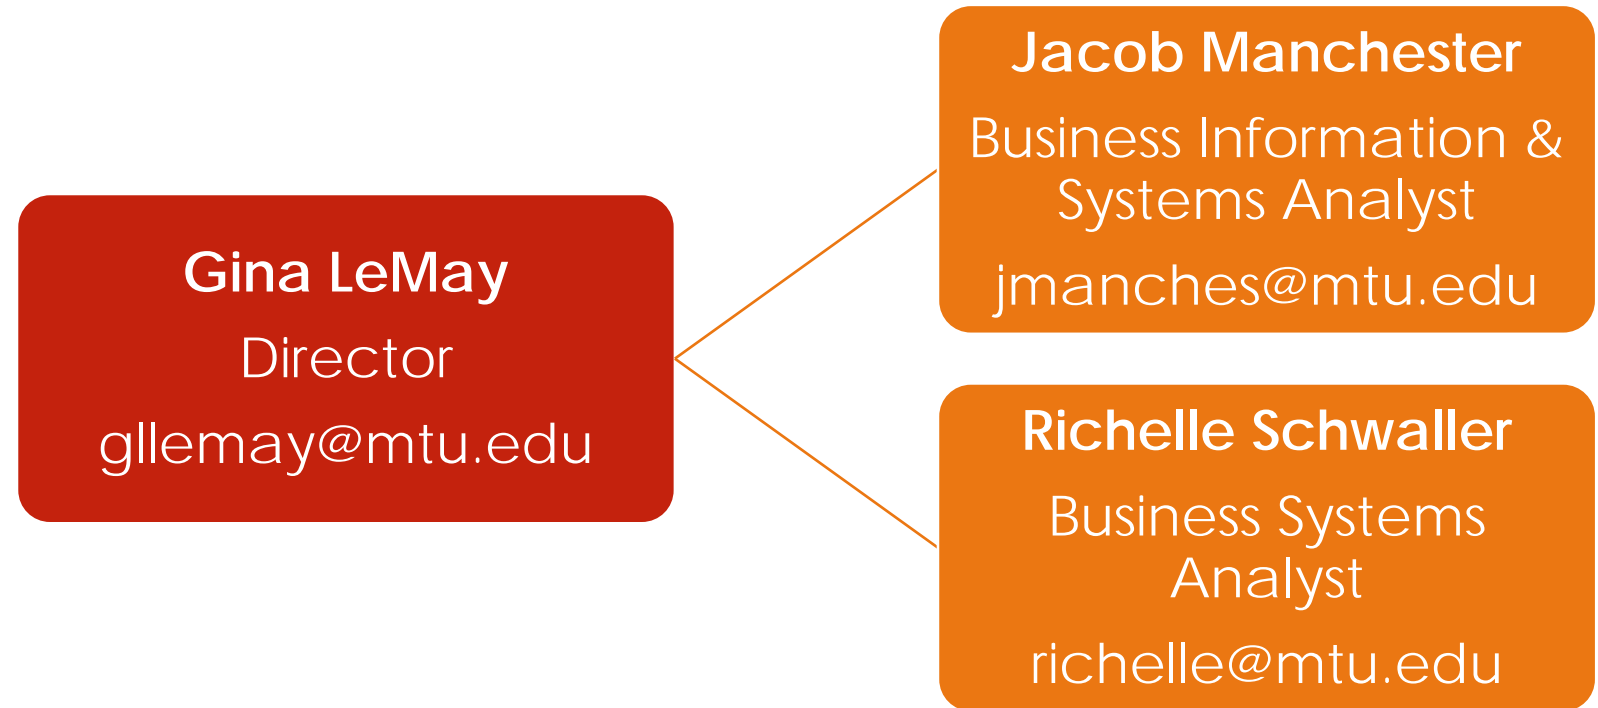 Gina LeMay
Director
gllemay@mtu.edu
Jacob Manchester
Business Information &
Systems Analyst
jmanches@mtu.edu
Richelle Schwaller
Business Systems
Analyst
richelle@mtu.edu